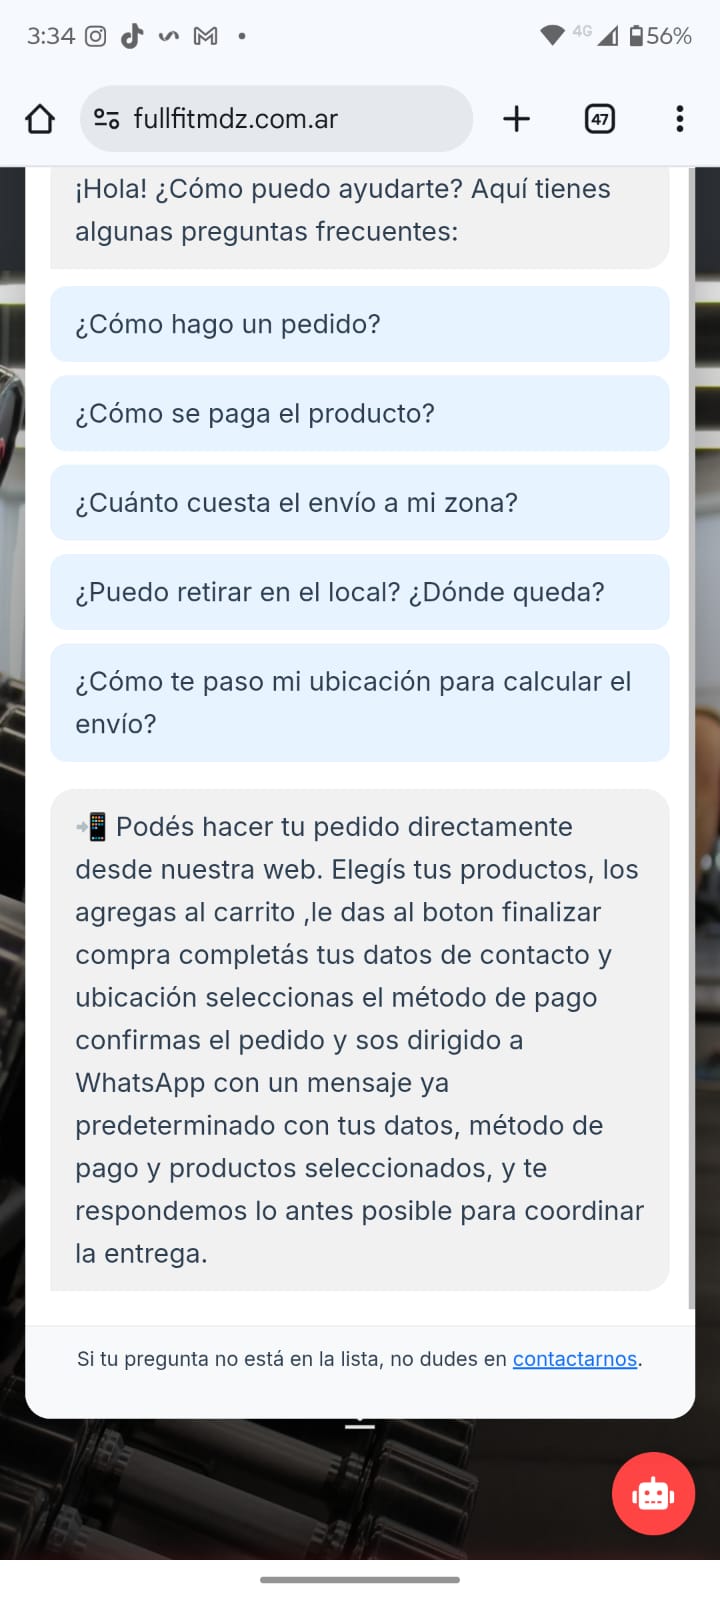 3:34
4G
56%
fullfitmdz.com.ar
47
¡Hola! ¿Cómo puedo ayudarte? Aquí tienes
algunas preguntas frecuentes:
¿Cómo hago un pedido?
¿Cómo se paga el producto?
¿Cuánto cuesta el envío a mi zona?
¿Puedo retirar en el local? ¿Dónde queda?
¿Cómo te paso mi ubicación para calcular el
envío?
📲 Podés hacer tu pedido directamente
desde nuestra web. Elegís tus productos, los
agregas al carrito ,le das al boton finalizar
compra completás tus datos de contacto y
ubicación seleccionas el método de pago
confirmas el pedido y sos dirigido a
WhatsApp con un mensaje ya
predeterminado con tus datos, método de
pago y productos seleccionados, y te
respondemos lo antes posible para coordinar
la entrega.
Si tu pregunta no está en la lista, no dudes en contactarnos.